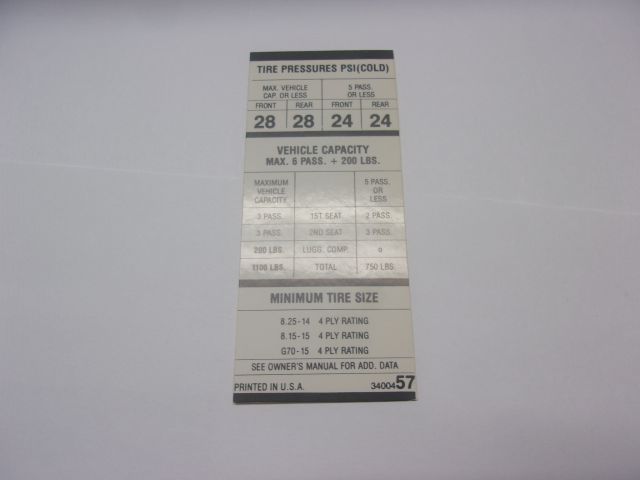 TIRE PRESSURES PSI(COLD)
MAX. VEHICLE 5 PASS.
CAP. OR LESS OR LESS
FRONT REAR FRONT REAR
28 28 24 24
VEHICLE CAPACITY
MAX. 6 PASS. + 200 LBS.
MAXIMUM 5 PASS.
VEHICLE OR
CAPACITY LESS
3 PASS. 1ST SEAT 2 PASS.
3 PASS. 2ND SEAT 3 PASS.
200 LBS. LUGG. COMP. 0
1100 LBS. TOTAL 750 LBS.
MINIMUM TIRE SIZE
8.25-14 4 PLY RATING
8.15-15 4 PLY RATING
G70-15 4 PLY RATING
SEE OWNER'S MANUAL FOR ADD. DATA
PRINTED IN U.S.A. 3400457